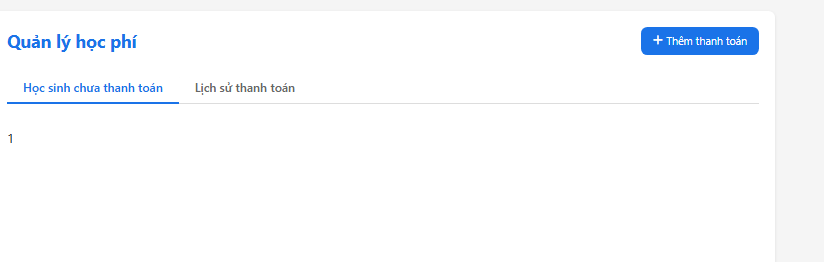 Quản lý học phí
+ Thêm thanh toán
Học sinh chưa thanh toán
Lịch sử thanh toán
1